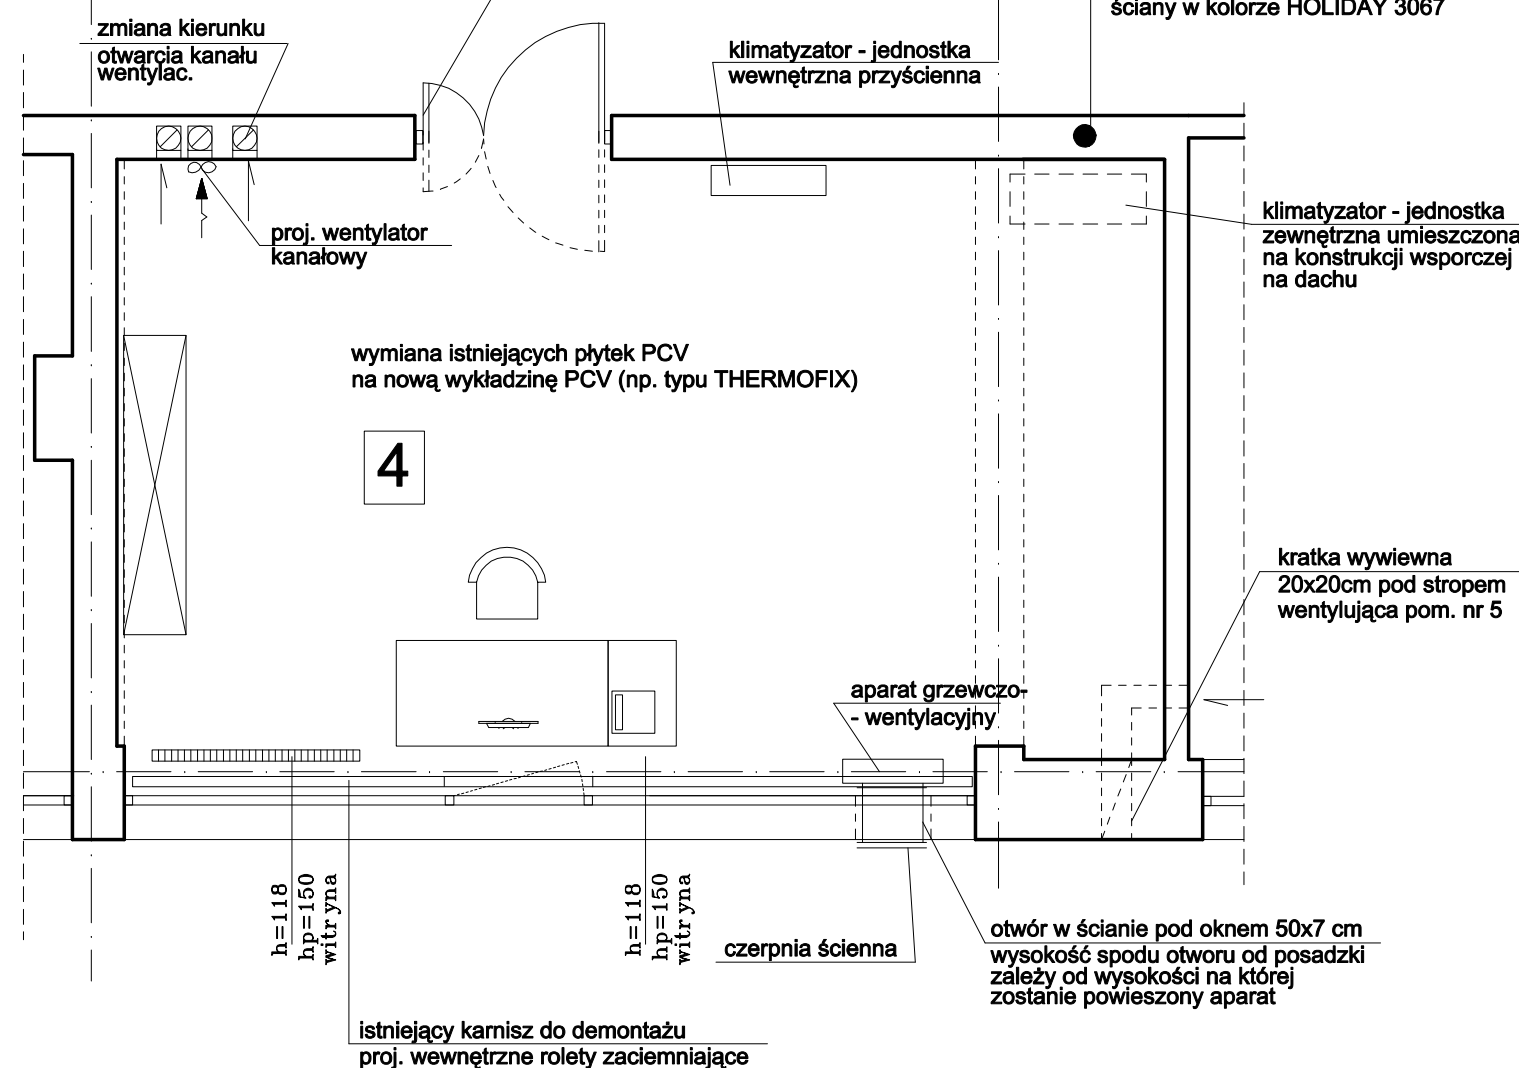 ściany w kolorze HOLIDAY 3067
zmiana kierunku
otwarcia kanału
wentylac.
klimatyzator - jednostka
wewnętrzna przyścienna
klimatyzator - jednostka
zewnętrzna umieszczona
na konstrukcji wsporczej
na dachu
proj. wentylator
kanałowy
wymiana istniejących płytek PCV
na nową wykładzinę PCV (np. typu THERMOFIX)
4
kratka wywiewna
20x20cm pod stropem
wentylująca pom. nr 5
aparat grzewczo-
- wentylacyjny
h=118
hp=150
witryna
h=118
hp=150
witryna
czerpnia ścienna
otwór w ścianie pod oknem 50x7 cm
wysokość spodu otworu od posadzki
zależy od wysokości na której
zostanie powieszony aparat
istniejący karnisz do demontażu
proj. wewnętrzne rolety zaciemniające